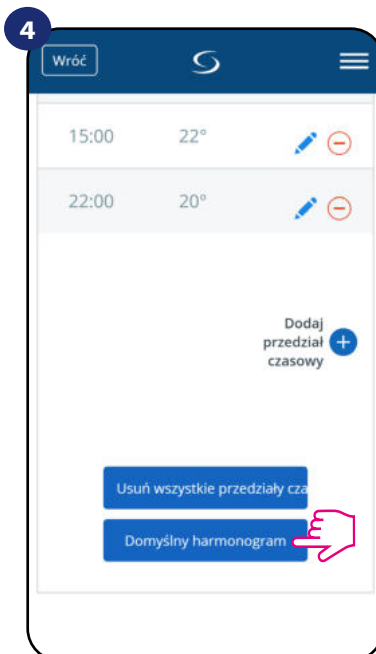 4
Wróć
15:00 22°
22:00 20°
Dodaj
przedział
czasowy
Usuń wszystkie przedziały cza
Domyślny harmonogram